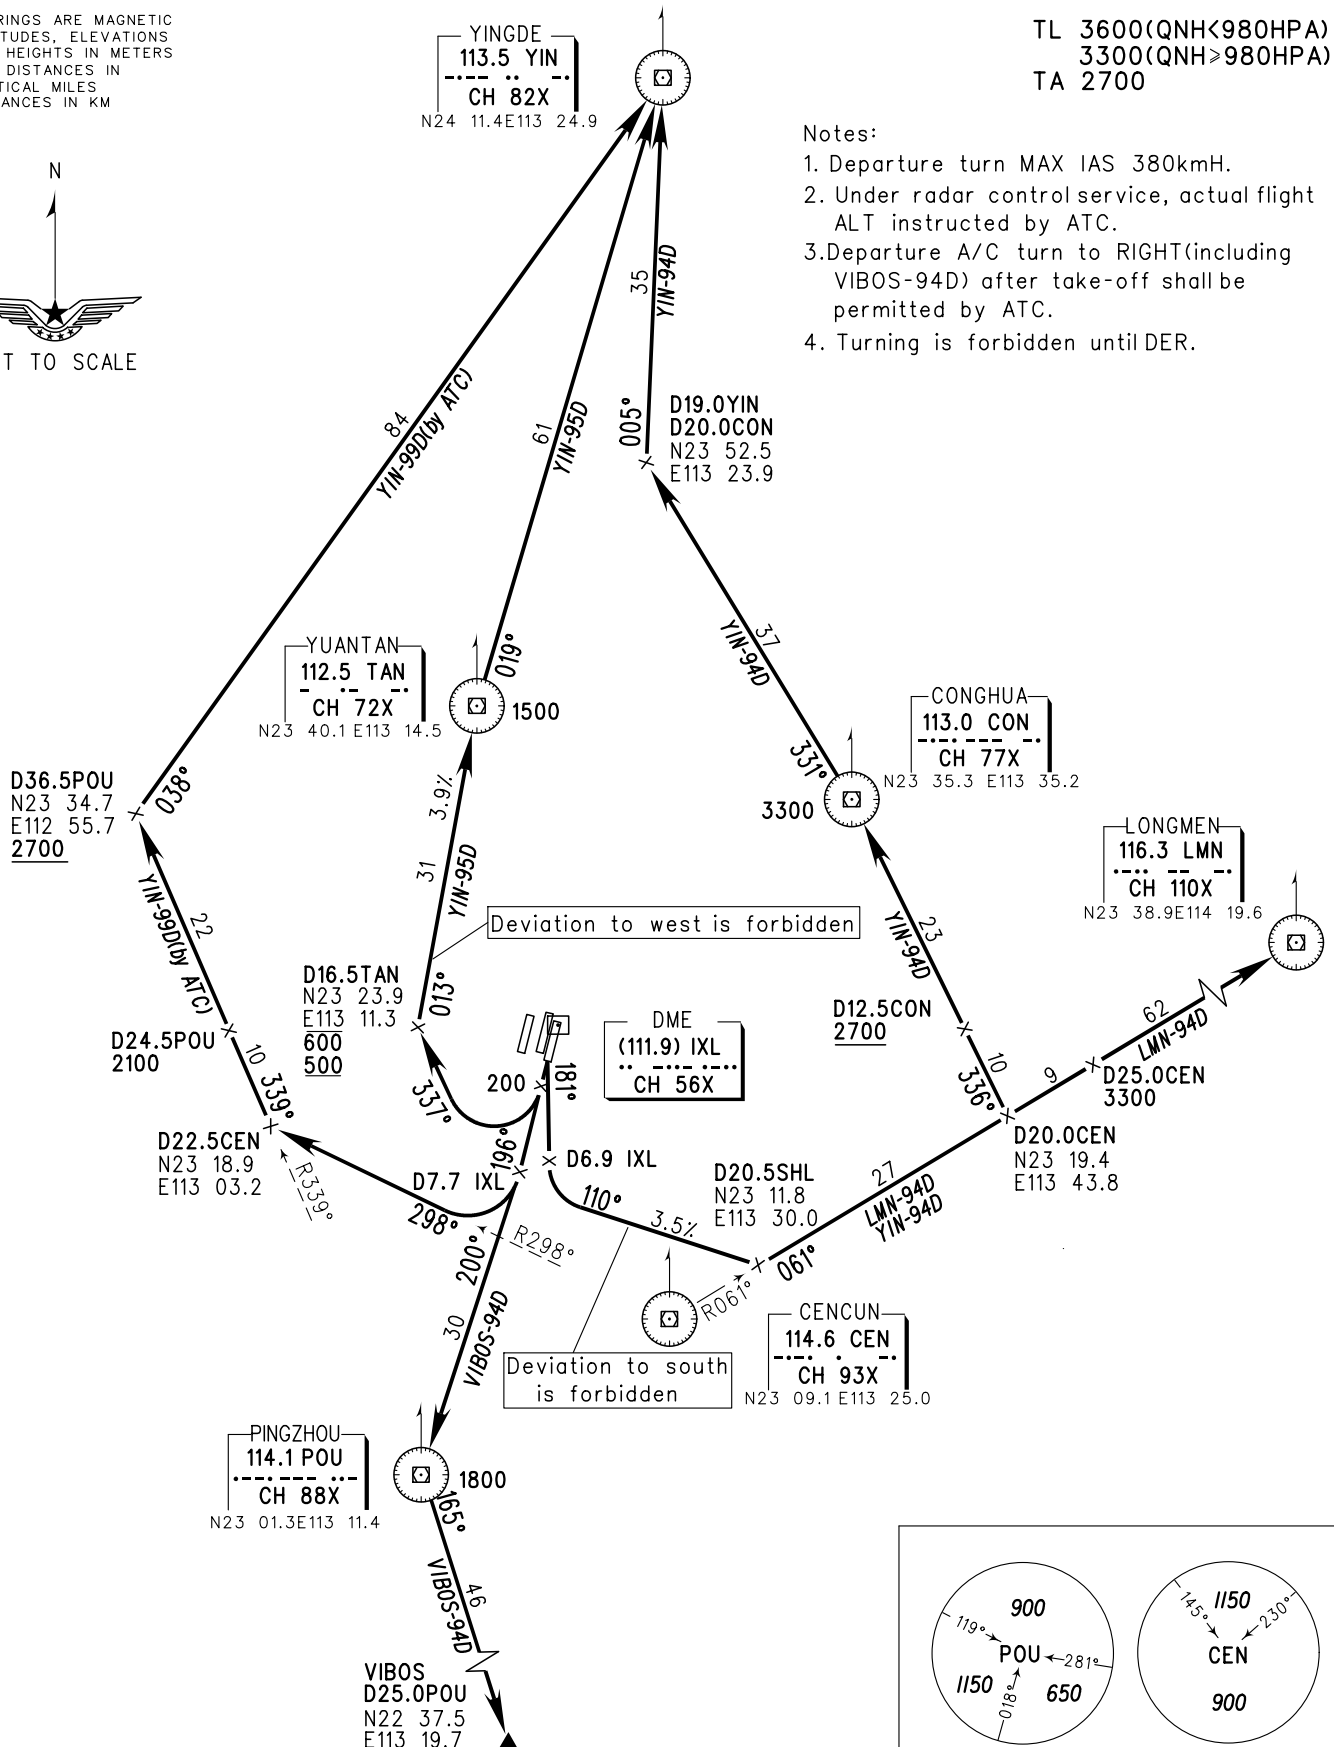 RINGS ARE MAGNETIC
TUDES, ELEVATIONS
HEIGHTS IN METERS
DISTANCES IN
TICAL MILES
ANCES IN KM
N
T TO SCALE
YINGDE
113.5 YIN
CH 82X
N24 11.4E113 24.9
TL 3600(QNH<980HPA)
3300(QNH≥980HPA)
TA 2700
Notes:
1. Departure turn MAX IAS 380kmH.
2. Under radar control service, actual flight
ALT instructed by ATC.
3.Departure A/C turn to RIGHT(including
VIBOS-94D) after take-off shall be
permitted by ATC.
4. Turning is forbidden until DER.
35
YIN-94D
84
YIN-99D(by ATC)
61
YIN-95D
005°
D19.0YIN
D20.0CON
N23 52.5
E113 23.9
37
YIN-94D
YUANTAN
112.5 TAN
CH 72X
N23 40.1 E113 14.5
019°
1500
CONGHUA
113.0 CON
CH 77X
N23 35.3 E113 35.2
331°
3300
D36.5POU
N23 34.7
E112 55.7
2700
038°
3.9%
31
YIN-95D
LONGMEN
116.3 LMN
CH 110X
N23 38.9E114 19.6
YIN-99D(by ATC)
22
Deviation to west is forbidden
23
YIN-94D
D16.5TAN
N23 23.9
E113 11.3
600
500
013°
D24.5POU
2100
10
339°
337°
200
181°
DME
(111.9) IXL
CH 56X
D12.5CON
2700
10
336°
62
LMN-94D
9
D25.0CEN
3300
D22.5CEN
N23 18.9
E113 03.2
R339°
196°
D7.7 IXL
D6.9 IXL
D20.0CEN
N23 19.4
E113 43.8
298°
R298°
200°
110°
3.5%
D20.5SHL
N23 11.8
E113 30.0
27
LMN-94D
YIN-94D
061°
R061°
30
VIBOS-94D
Deviation to south
is forbidden
CENCUN
114.6 CEN
CH 93X
N23 09.1 E113 25.0
PINGZHOU
114.1 POU
CH 88X
N23 01.3E113 11.4
1800
165°
46
VIBOS-94D
VIBOS
D25.0POU
N22 37.5
E113 19.7
900
119°
POU
281°
1150
018°
650
1150
145°
230°
CEN
900